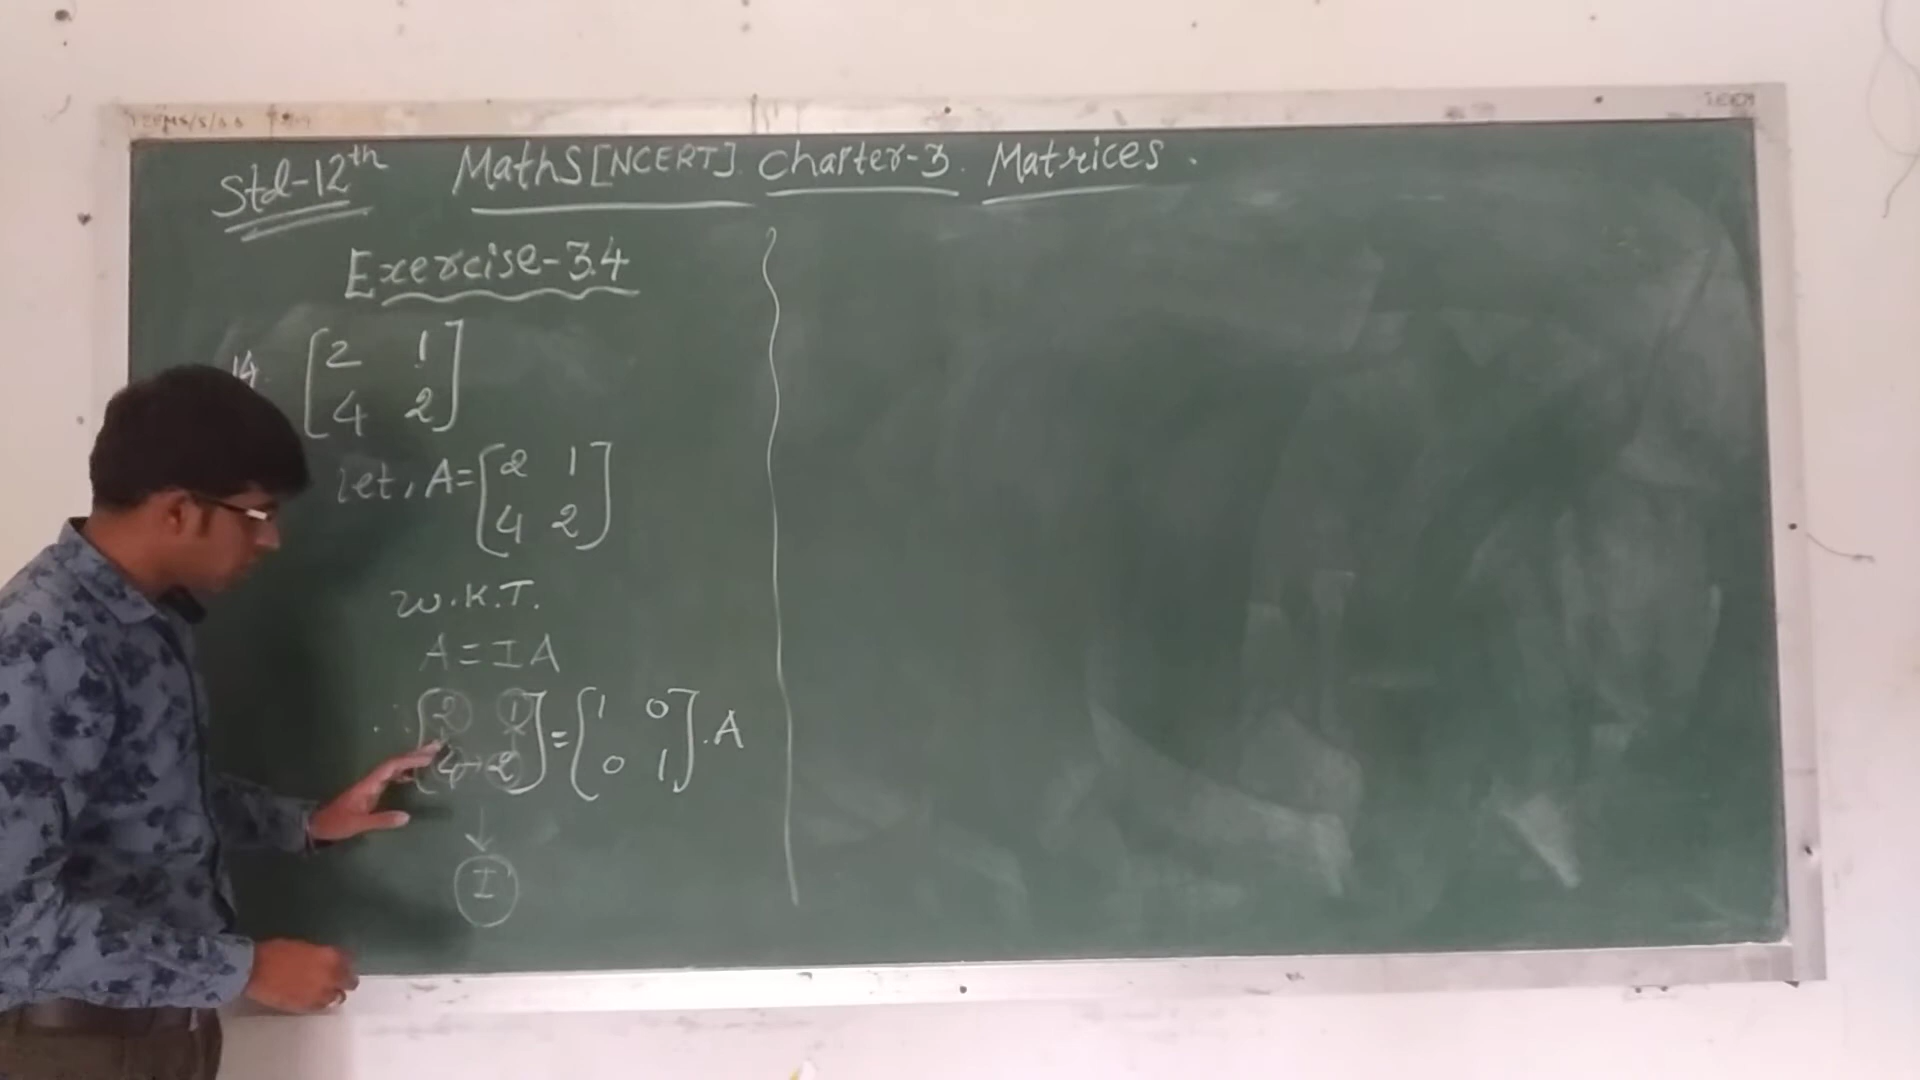 Std-12th Maths [NCERT]. Chapter-3. Matrices.
Exercise-3.4
14. [2 1
4 2]
Let, A = [2 1
4 2]
W.K.T.
A = IA
∴ [2 1
4 2] = [1 0
0 1] . A
↓
I